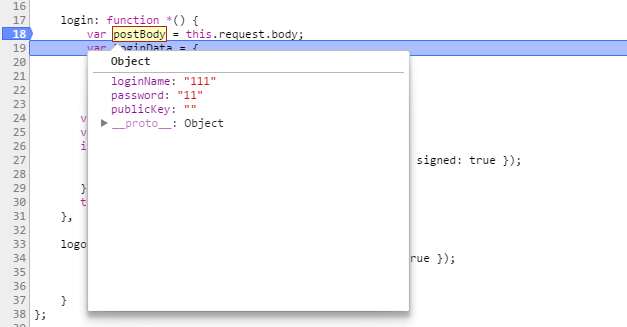 16
17 login: function *() {
18 var postBody = this.request.body;
19 var loginData = {
20 Object
21 loginName: "111"
22 password: "11"
23 publicKey: ""
__proto__: Object
24 v
25 v
26 i
27 signed: true });
28
29 }
30 t
31 },
32
33 logo
34 rue });
35
36
37 }
38 };